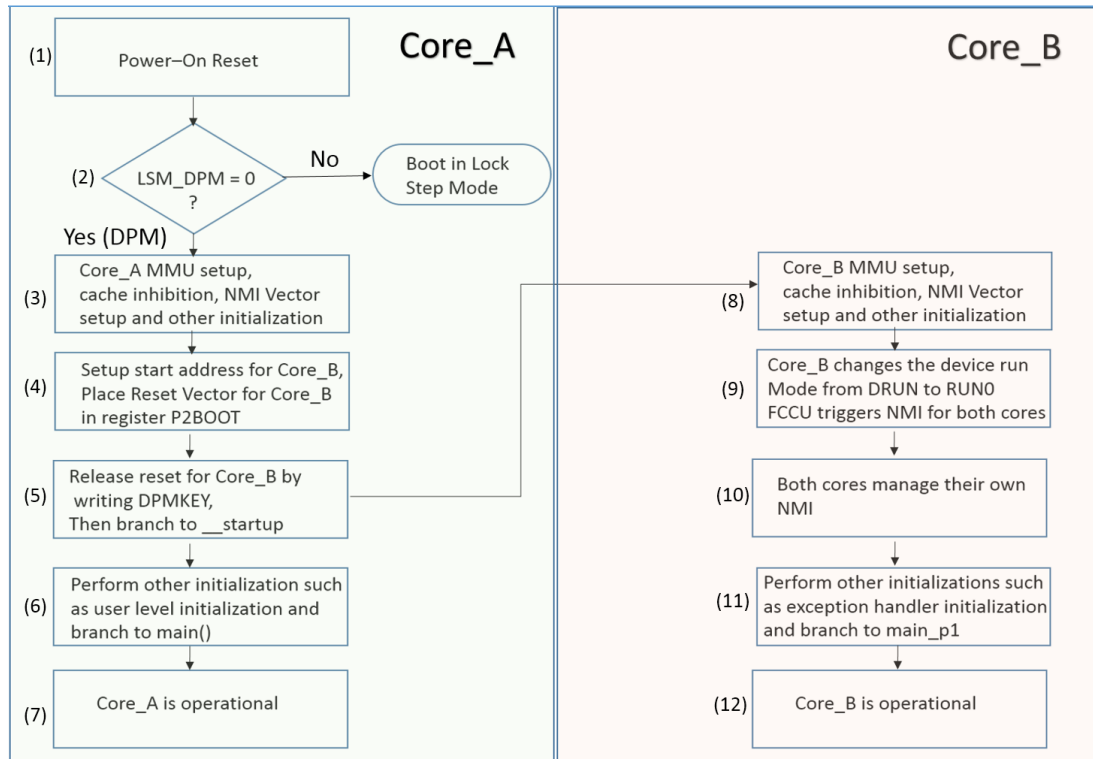 Core_A
(1)
Power–On Reset
(2)
LSM_DPM = 0
?
No
Boot in Lock
Step Mode
Yes (DPM)
(3)
Core_A MMU setup,
cache inhibition, NMI Vector
setup and other initialization
(4)
Setup start address for Core_B,
Place Reset Vector for Core_B
in register P2BOOT
(5)
Release reset for Core_B by
writing DPMKEY,
Then branch to __startup
(6)
Perform other initialization such
as user level initialization and
branch to main()
(7)
Core_A is operational
Core_B
(8)
Core_B MMU setup,
cache inhibition, NMI Vector
setup and other initialization
(9)
Core_B changes the device run
Mode from DRUN to RUN0
FCCU triggers NMI for both cores
(10)
Both cores manage their own
NMI
(11)
Perform other initializations such
as exception handler initialization
and branch to main_p1
(12)
Core_B is operational